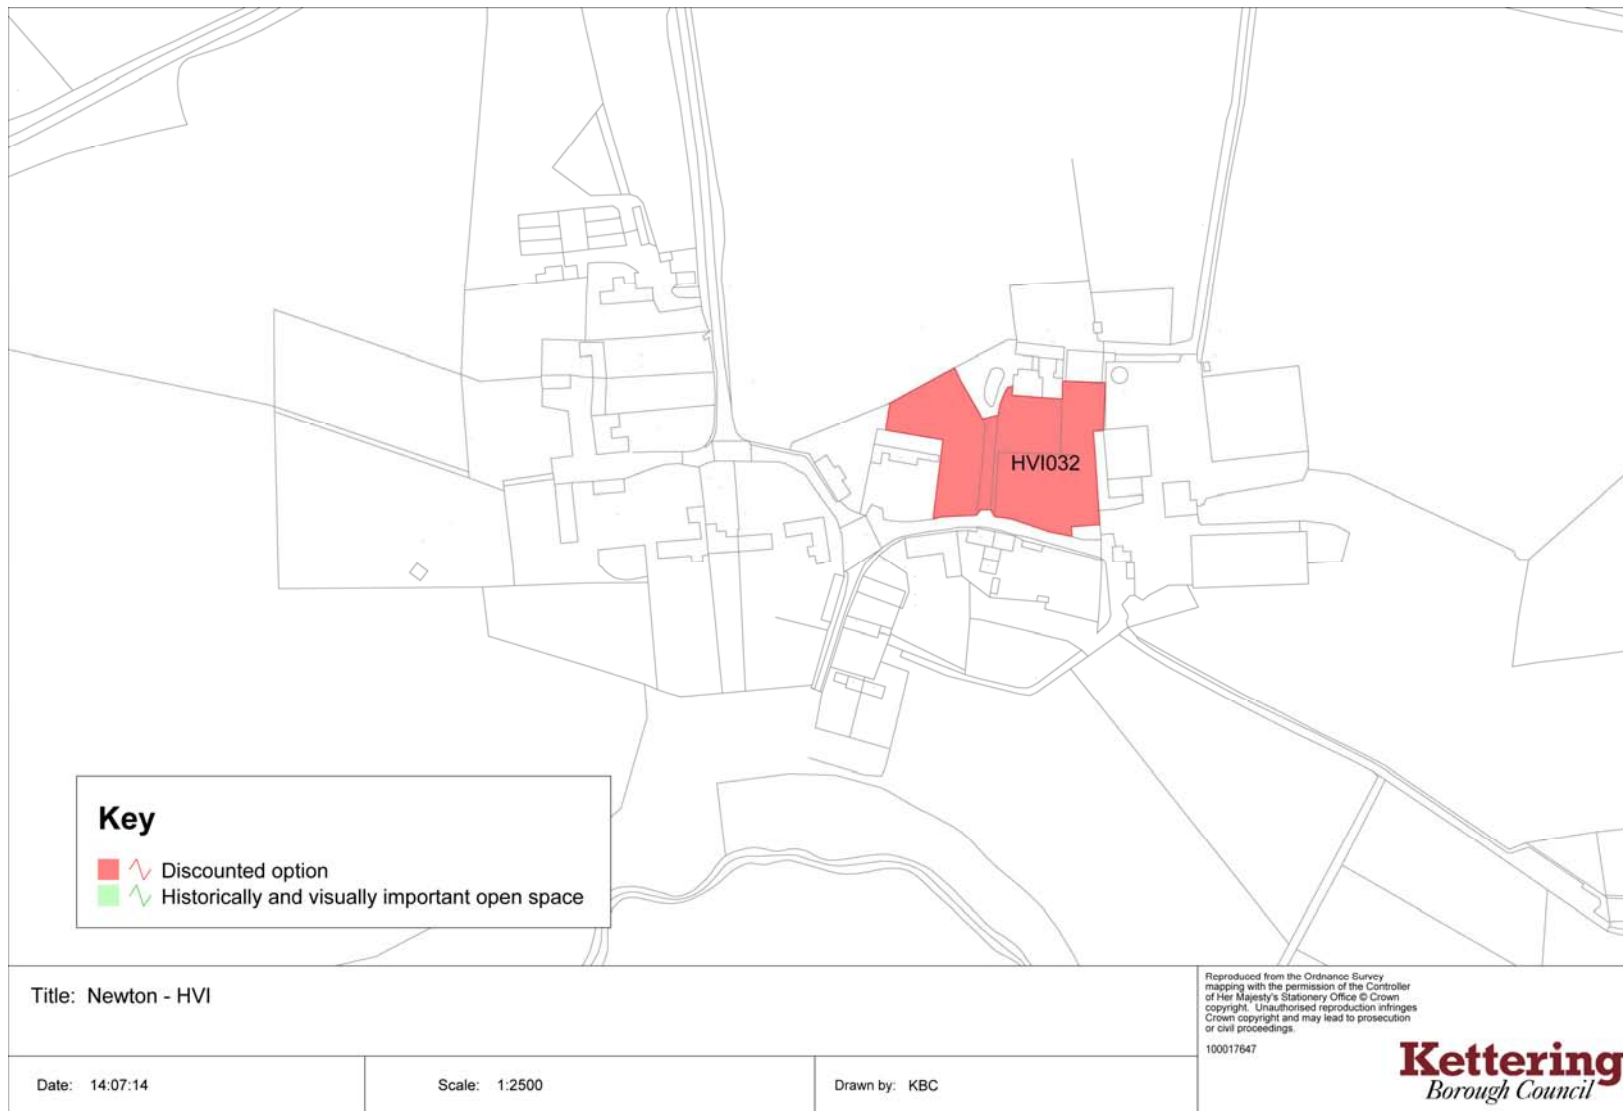 HVI032
Key
Discounted option
Historically and visually important open space
Title: Newton - HVI
Reproduced from the Ordnance Survey
mapping with the permission of the Controller
of Her Majesty's Stationery Office © Crown
copyright. Unauthorised reproduction infringes
Crown copyright and may lead to prosecution
or civil proceedings.
100017647
Date: 14:07:14
Scale: 1:2500
Drawn by: KBC
Kettering
Borough Council